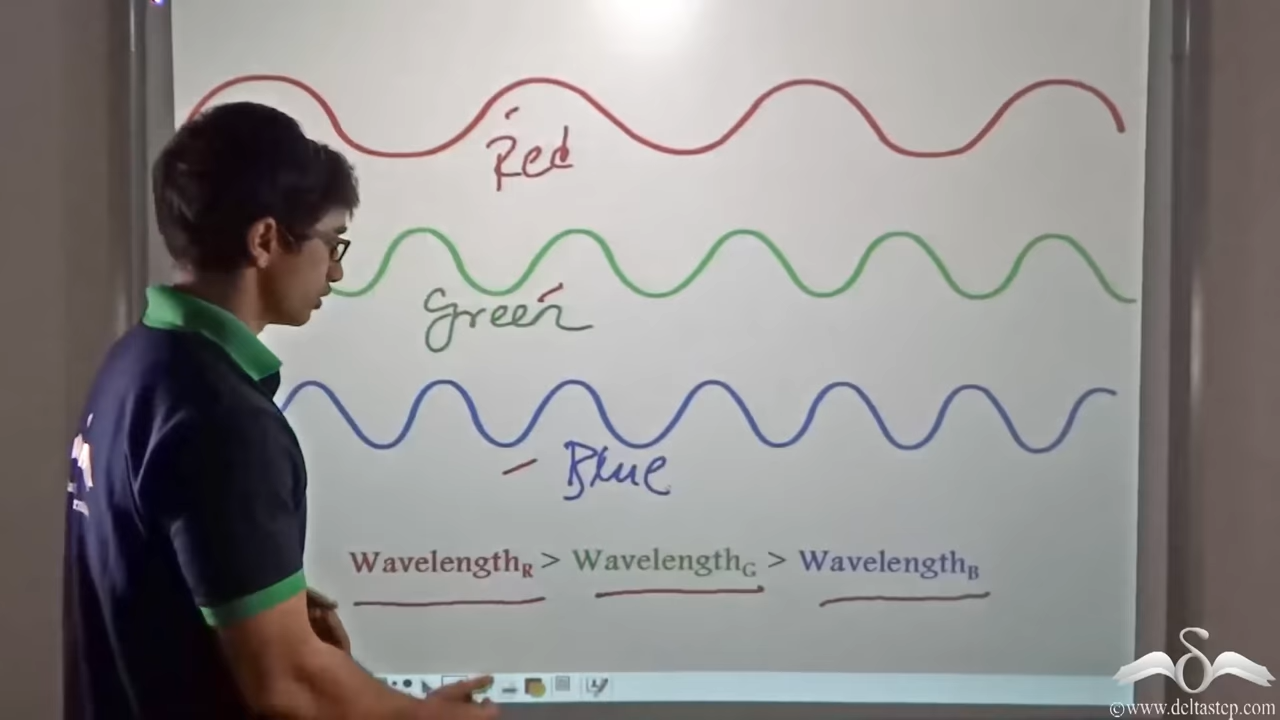 Red
Green
Blue
Wavelength_R > Wavelength_G > Wavelength_B
©www.deltastep.com